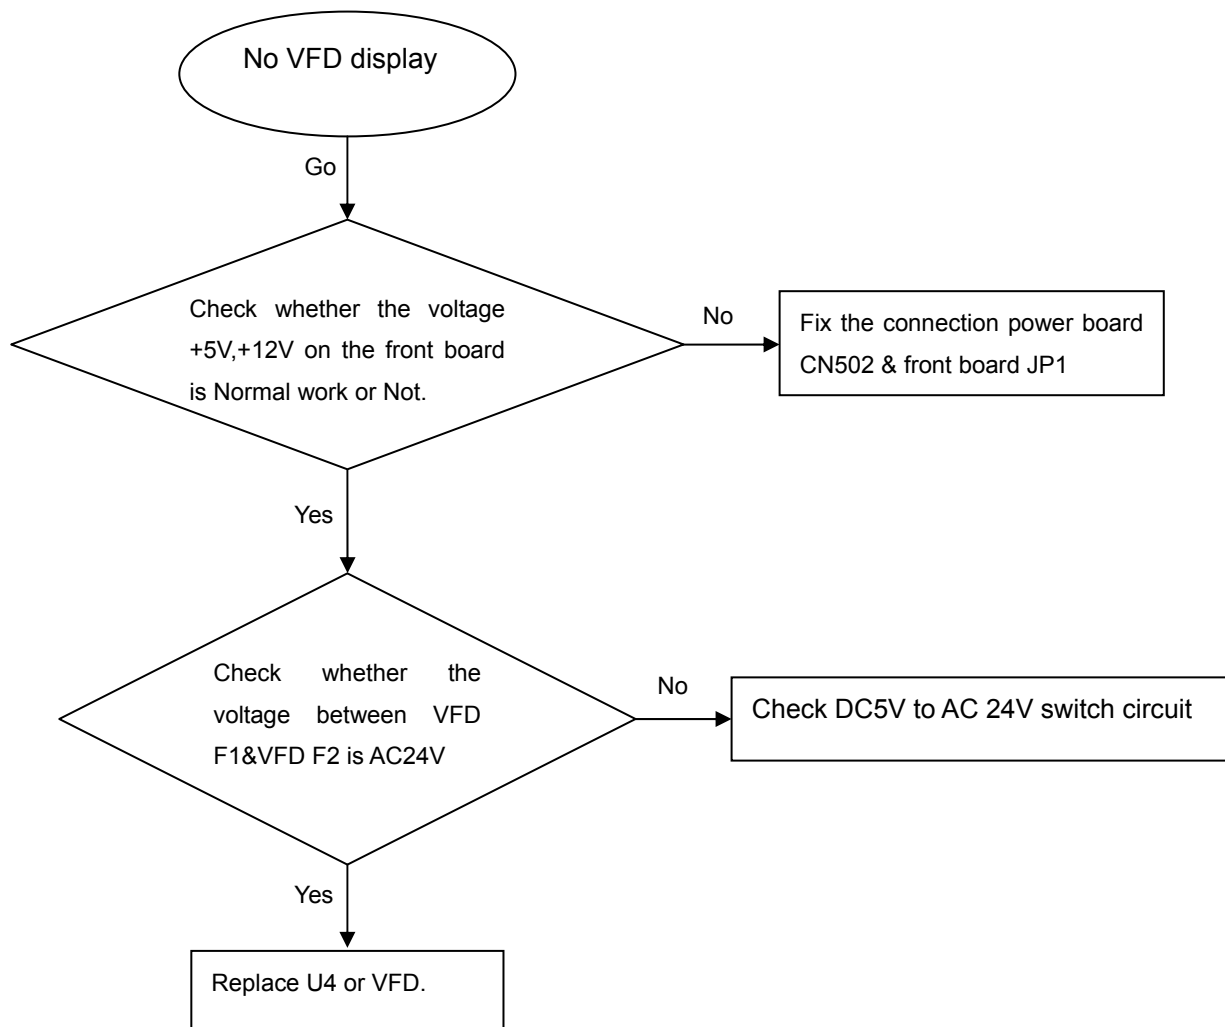 No VFD display
Go
Check whether the voltage
+5V,+12V on the front board
is Normal work or Not.
No
Fix the connection power board
CN502 & front board JP1
Yes
Check whether the
voltage between VFD
F1&VFD F2 is AC24V
No
Check DC5V to AC 24V switch circuit
Yes
Replace U4 or VFD.